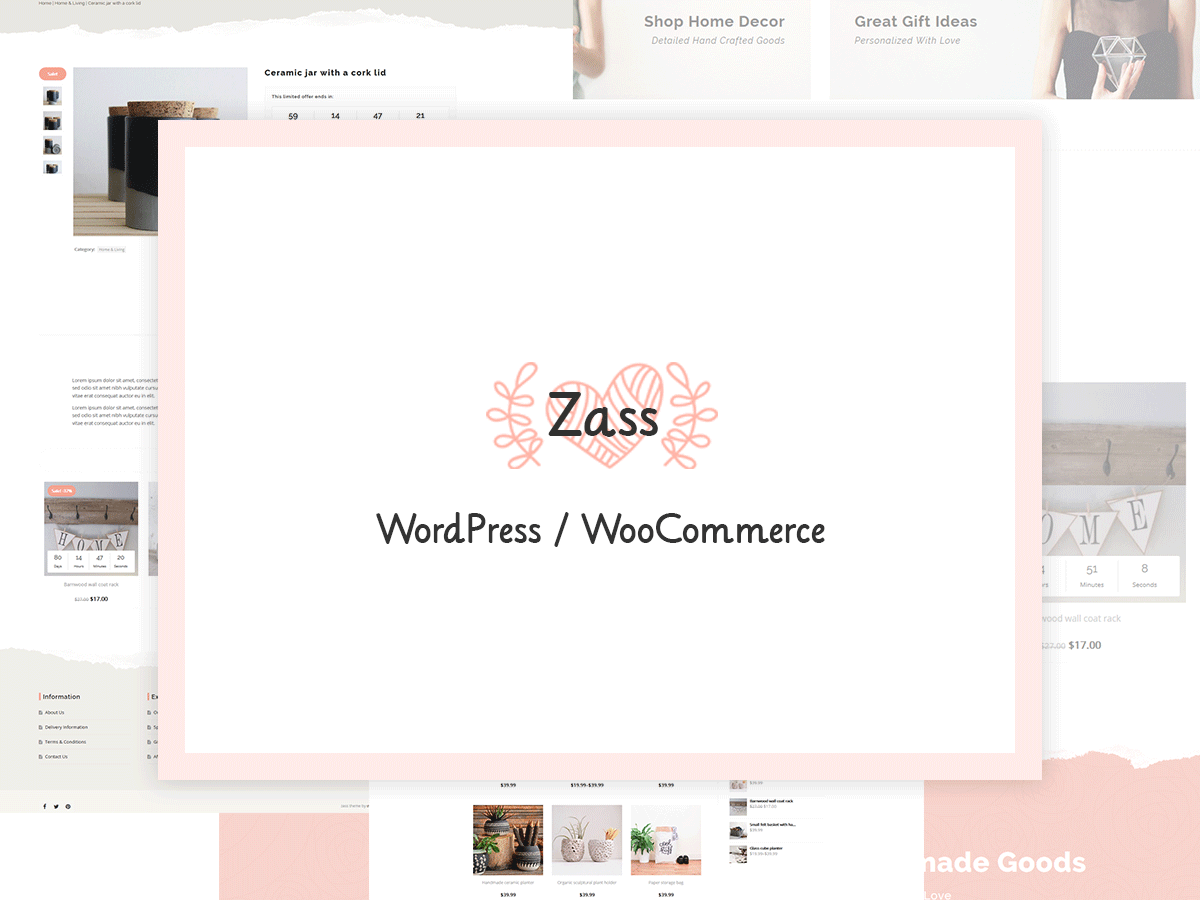 Home | Home & Living | Ceramic jar with a cork lid
Shop Home Decor
Detailed Hand Crafted Goods
Great Gift Ideas
Personalized With Love
Sale!
Ceramic jar with a cork lid
This limited offer ends in:
59 14 47 21
Category: Home & Living
Zass
WordPress / WooCommerce
Lorem ipsum dolor sit amet, consectet
sed odio sit amet nibh vulputate cursu
vitae erat consequat auctor eu in elit.
Lorem ipsum dolor sit amet, consectet
sed odio sit amet nibh vulputate cursu
vitae erat consequat auctor eu in elit.
HOME
80 14 47 20
Days Hours Minutes Seconds
Barnwood wall coat rack
$27.00 $17.00
OME
4 51 8
rs Minutes Seconds
wood wall coat rack
$27.00 $17.00
Information
About Us
Delivery Information
Terms & Conditions
Contact Us
Ex
$39.99
$19.99-$39.99
$39.99
Handmade ceramic planter
$39.99
Organic sculptural plant holder
$39.99
Paper storage bag
$39.99
$39.99
Barnwood wall coat rack
$27.00 $17.00
Small felt basket with ha...
$39.99
Glass cube planter
$19.99-$39.99
made Goods
Love